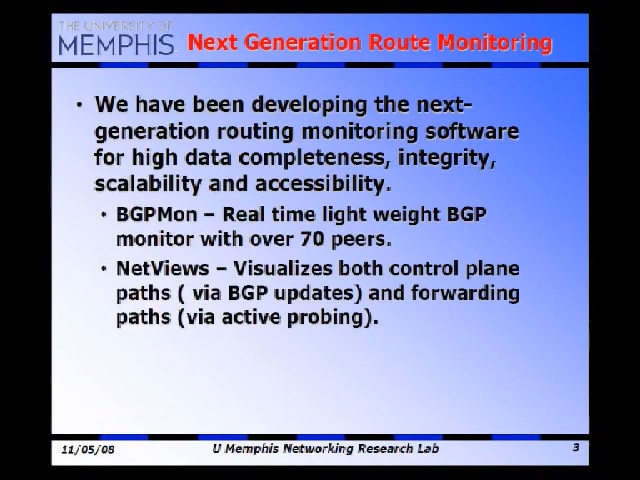 THE UNIVERSITY OF
MEMPHIS
Next Generation Route Monitoring
• We have been developing the next-
generation routing monitoring software
for high data completeness, integrity,
scalability and accessibility.
• BGPMon – Real time light weight BGP
monitor with over 70 peers.
• NetViews – Visualizes both control plane
paths ( via BGP updates) and forwarding
paths (via active probing).
11/05/08
U Memphis Networking Research Lab
3